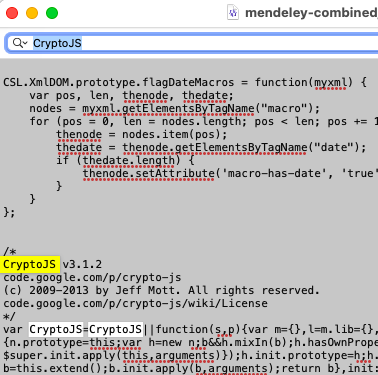 mendeley-combined_
CryptoJS
CSL.XmlDOM.prototype.flagDateMacros = function(myxml) {
var pos, len, thenode, thedate;
nodes = myxml.getElementsByTagName("macro");
for (pos = 0, len = nodes.length; pos < len; pos += 1
thenode = nodes.item(pos);
thedate = thenode.getElementsByTagName("date");
if (thedate.length) {
thenode.setAttribute('macro-has-date', 'true'
}
}
};
/*
CryptoJS v3.1.2
code.google.com/p/crypto-js
(c) 2009-2013 by Jeff Mott. All rights reserved.
code.google.com/p/crypto-js/wiki/License
*/
var CryptoJS=CryptoJS||function(s,p){var m={},l=m.lib={},
{n.prototype=this;var h=new n;b&&h.mixIn(b);h.hasOwnPrope
$super.init.apply(this,arguments)});h.init.prototype=h;h.
b=this.extend();b.init.apply(b,arguments);return b},init: